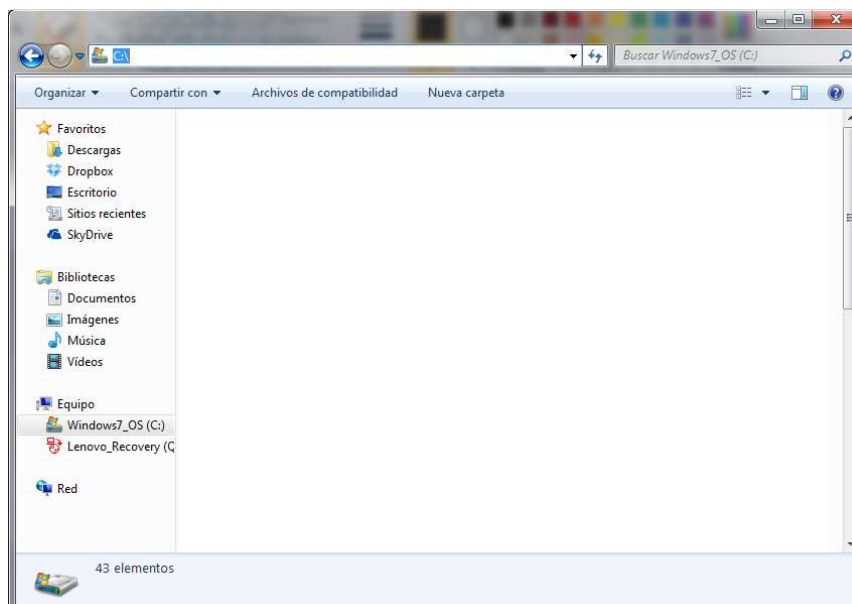 C:\
Buscar Windows7_OS (C:)
Organizar Compartir con Archivos de compatibilidad Nueva carpeta
Favoritos
Descargas
Dropbox
Escritorio
Sitios recientes
SkyDrive
Bibliotecas
Documentos
Imágenes
Música
Vídeos
Equipo
Windows7_OS (C:)
Lenovo_Recovery (Q
Red
43 elementos